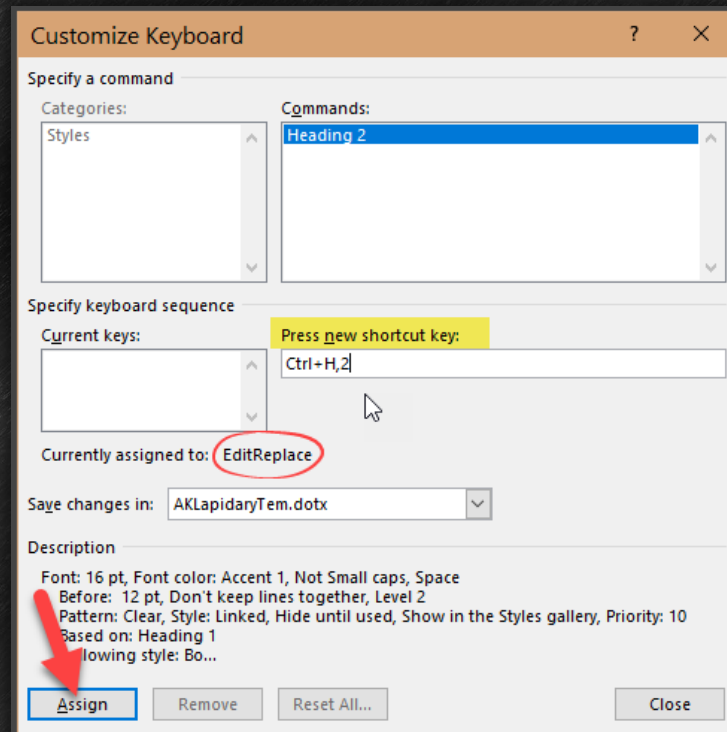 Customize Keyboard ?
Specify a command
Categories: Commands:
Styles Heading 2
Specify keyboard sequence
Current keys: Press new shortcut key:
Ctrl+H,2
Currently assigned to: EditReplace
Save changes in: AKLapidaryTem.dotx
Description
Font: 16 pt, Font color: Accent 1, Not Small caps, Space
Before: 12 pt, Don't keep lines together, Level 2
Pattern: Clear, Style: Linked, Hide until used, Show in the Styles gallery, Priority: 10
Based on: Heading 1
lowing style: Bo...
Assign Remove Reset All... Close